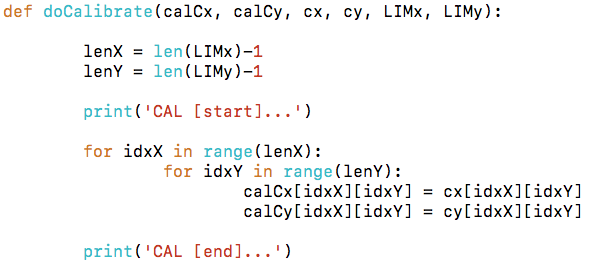 def doCalibrate(calCx, calCy, cx, cy, LIMx, LIMy):
lenX = len(LIMx)-1
lenY = len(LIMy)-1
print('CAL [start]...')
for idxX in range(lenX):
for idxY in range(lenY):
calCx[idxX][idxY] = cx[idxX][idxY]
calCy[idxX][idxY] = cy[idxX][idxY]
print('CAL [end]...')